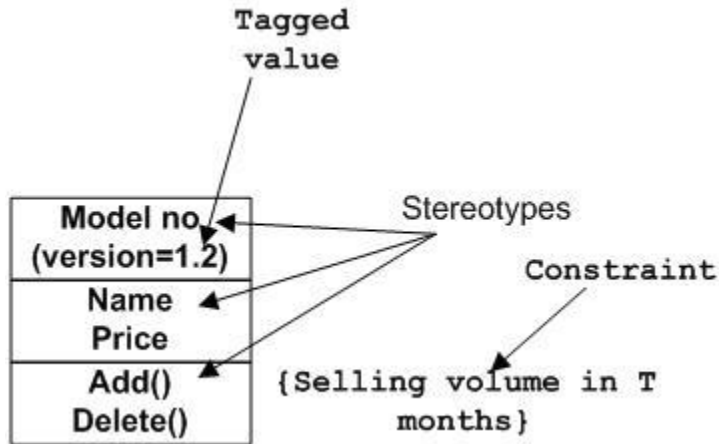 Tagged
value
Model no
(version=1.2)
Stereotypes
Constraint
Name
Price
Add()
Delete()
{Selling volume in T
months}